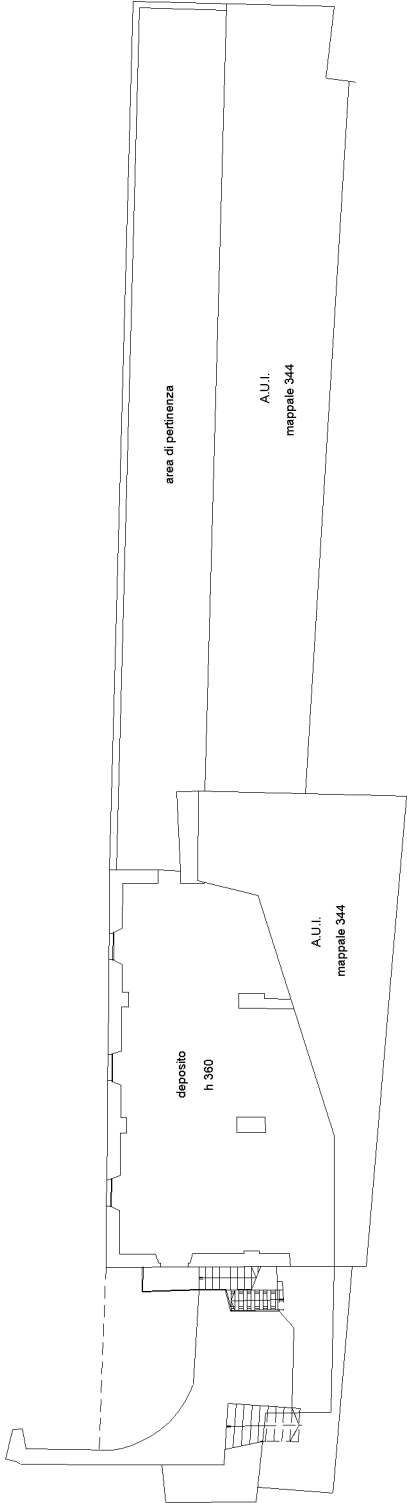 area di pertinenza
A.U.I.
mappale 344
A.U.I.
mappale 344
deposito
h 360